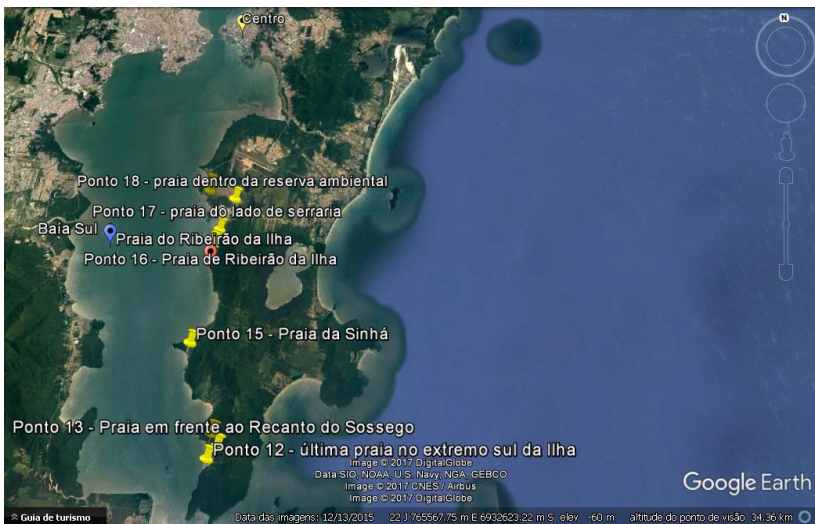 Centro
N
Ponto 18 - praia dentro da reserva ambiental
Ponto 17 - praia do lado de serraria
Baía Sul
Praia do Ribeirão da Ilha
Ponto 16 - Praia de Ribeirão da Ilha
Ponto 15 - Praia da Sinhá
Ponto 13 - Praia em frente ao Recanto do Sossego
Ponto 12 - última praia no extremo sul da Ilha
Image © 2017 DigitalGlobe
Data SIO, NOAA, U.S. Navy, NGA, GEBCO
Image © 2017 CNES / Airbus
Image © 2017 DigitalGlobe
Google Earth
Guia de turismo
Data das imagens: 12/13/2015 22 J 765567.75 m E 6932623.22 m S elev -60 m altitude do ponto de visão 34.36 km